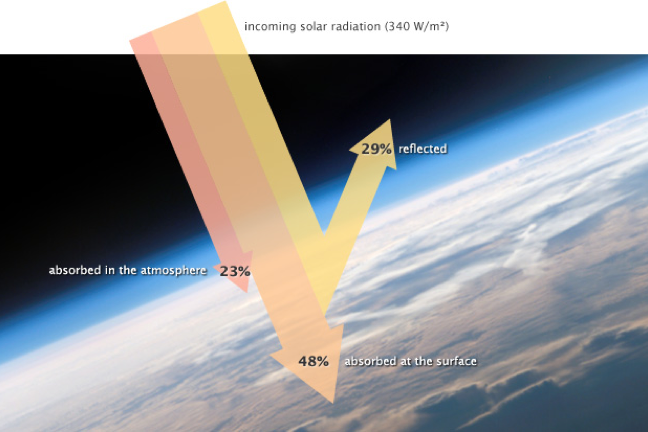 incoming solar radiation (340 W/m²)
29% reflected
absorbed in the atmosphere 23%
48% absorbed at the surface